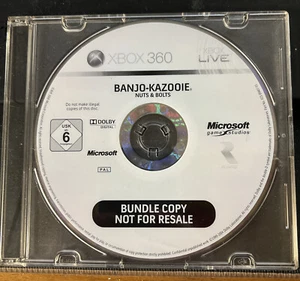 XBOX 360
XBOX
LIVE
BANJO-KAZOOIE®
NUTS & BOLTS
Do not make illegal
copies of this disc.
USK
6
DOLBY
DIGITAL
Microsoft
PAL
Microsoft
game studios
BUNDLE COPY
NOT FOR RESALE